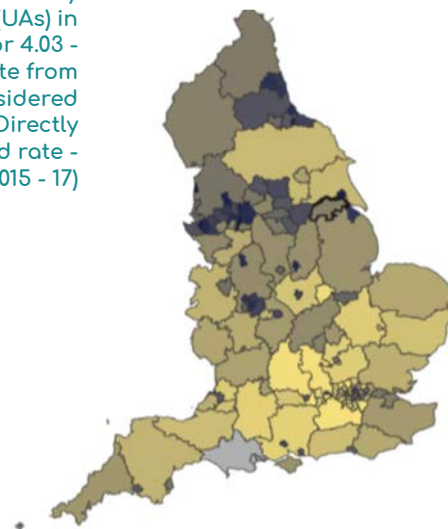 (UAs) in
or 4.03 -
te from
sidered
Directly
d rate -
015 - 17)